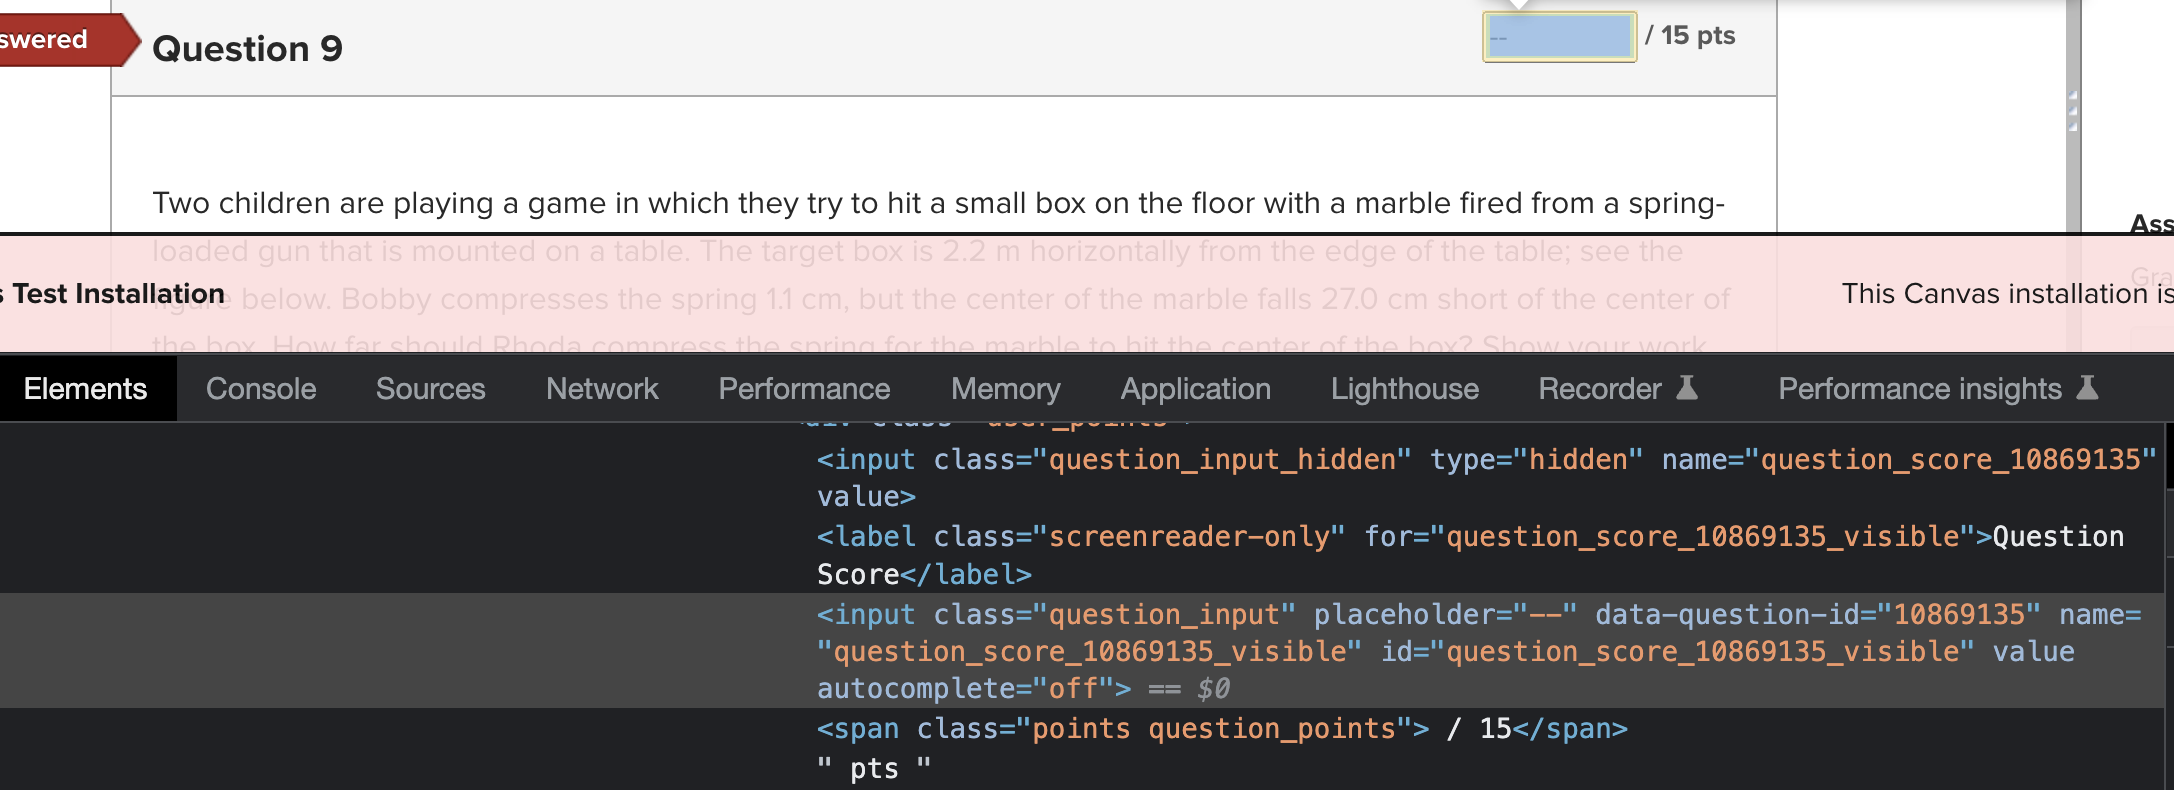 swered
Question 9
--
/ 15 pts
Two children are playing a game in which they try to hit a small box on the floor with a marble fired from a spring-
loaded gun that is mounted on a table. The target box is 2.2 m horizontally from the edge of the table; see the
figure below. Bobby compresses the spring 1.1 cm, but the center of the marble falls 27.0 cm short of the center of
the box. How far should Rhoda compress the spring for the marble to hit the center of the box? Show your work
Ass
Gra
s Test Installation
This Canvas installation is
Elements Console Sources Network Performance Memory Application Lighthouse Recorder Performance insights
<div class="user_points">
<input class="question_input_hidden" type="hidden" name="question_score_10869135"
value>
<label class="screenreader-only" for="question_score_10869135_visible">Question
Score</label>
<input class="question_input" placeholder="--" data-question-id="10869135" name=
"question_score_10869135_visible" id="question_score_10869135_visible" value
autocomplete="off"> == $0
<span class="points question_points"> / 15</span>
" pts "